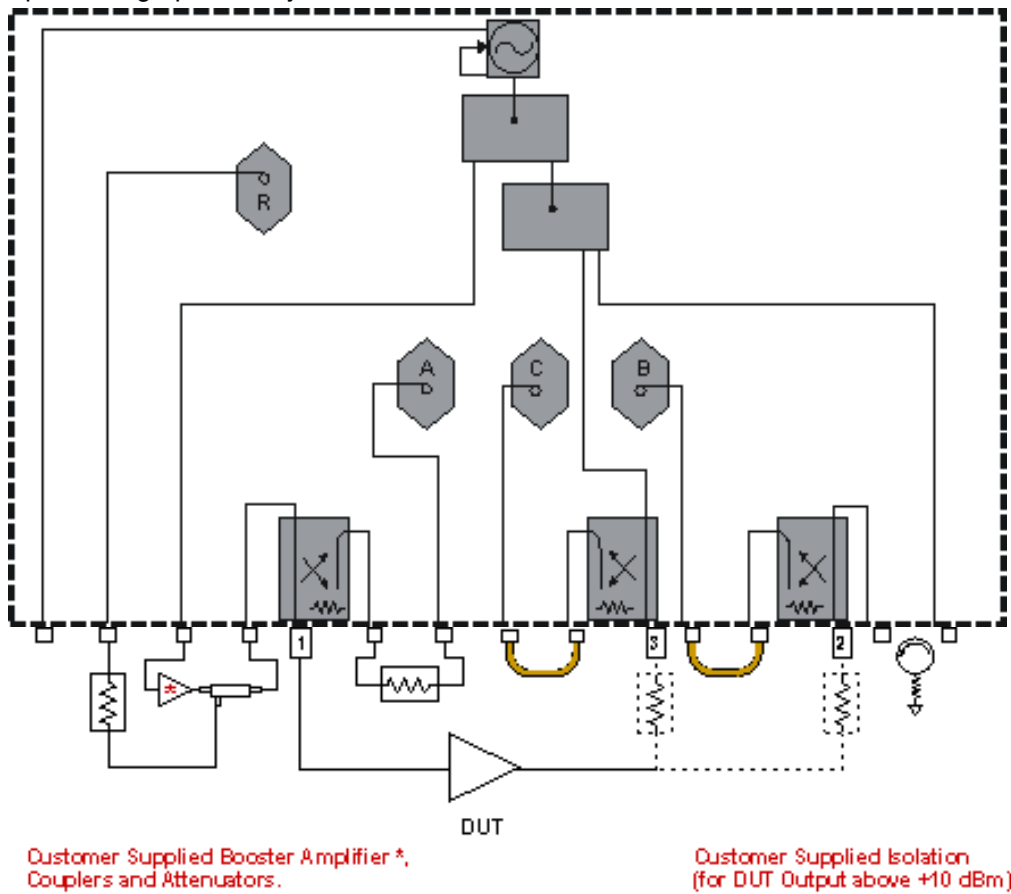 R
A
C
B
1
3
2
*
DUT
Customer Supplied Booster Amplifier *,
Couplers and Attenuators.
Customer Supplied Isolation
(for DUT Output above +10 dBm)